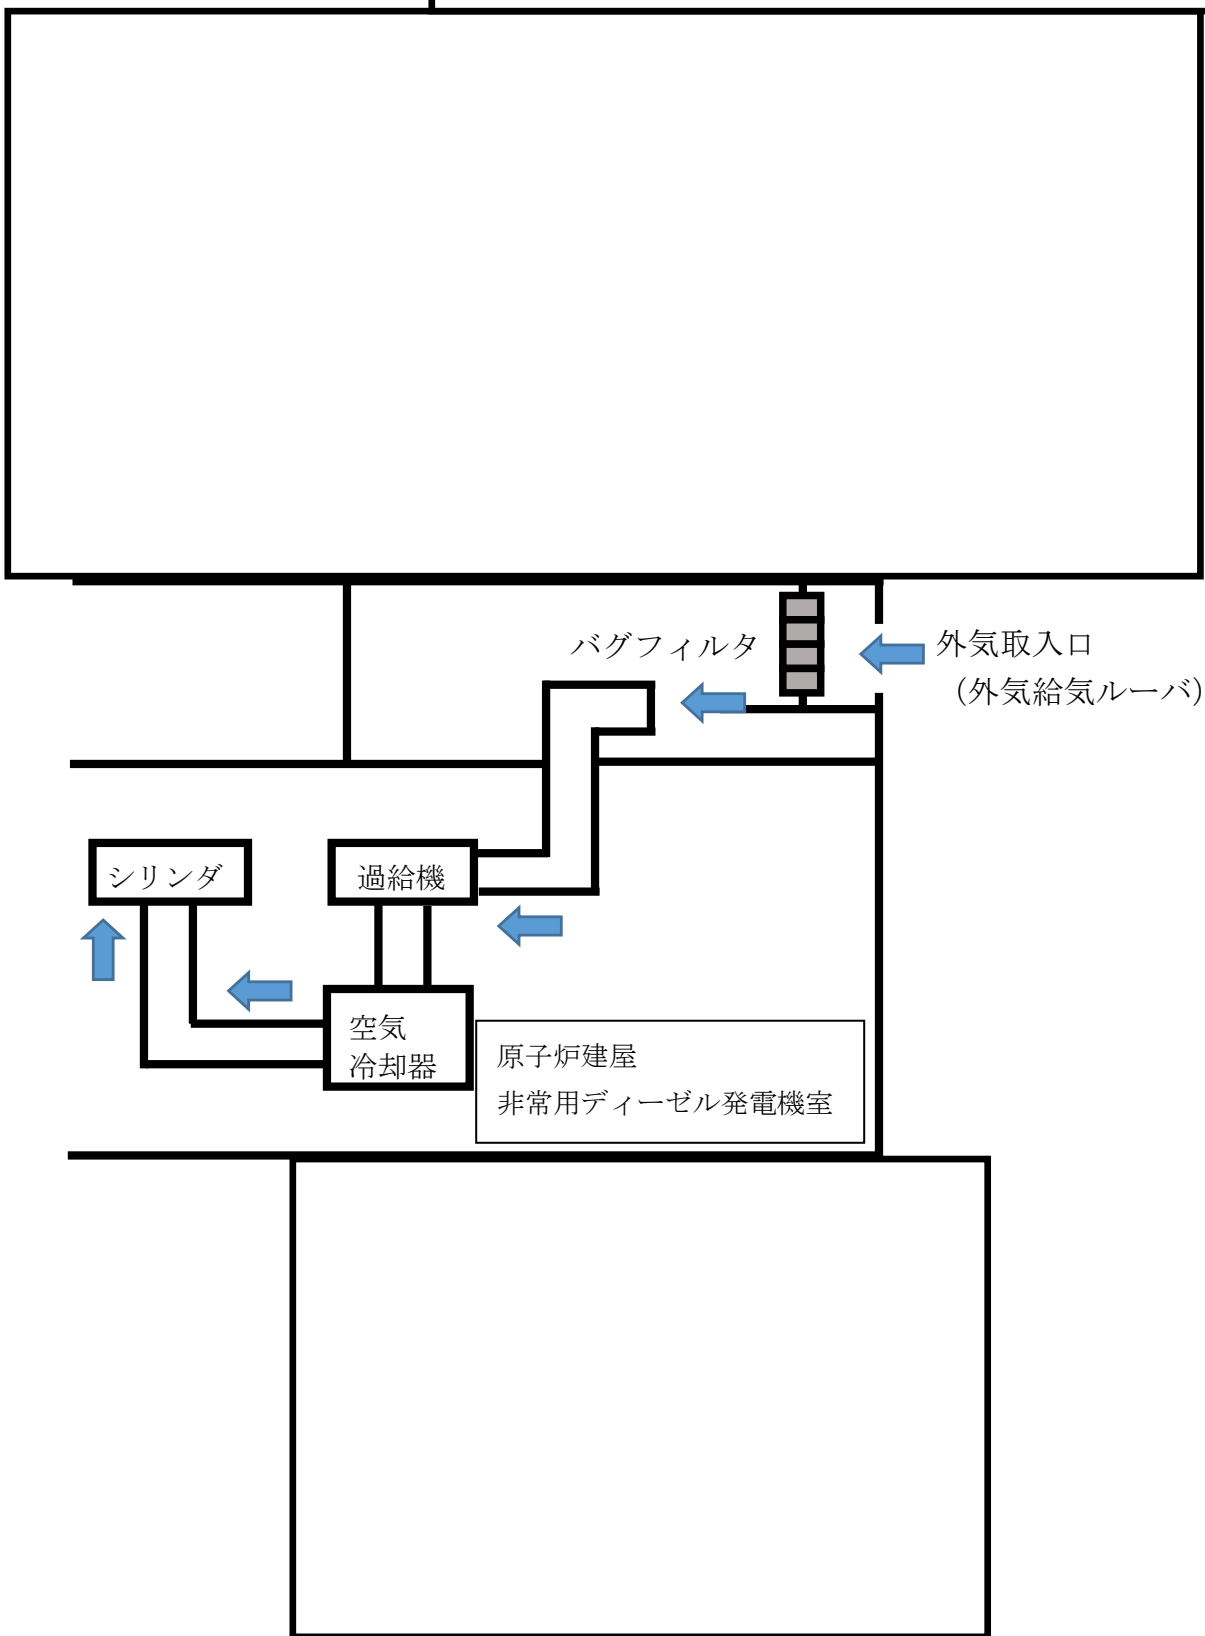 バグフィルタ
外気取入口
（外気給気ルーバ）
シリンダ
過給機
空気
冷却器
原子炉建屋
非常用ディーゼル発電機室